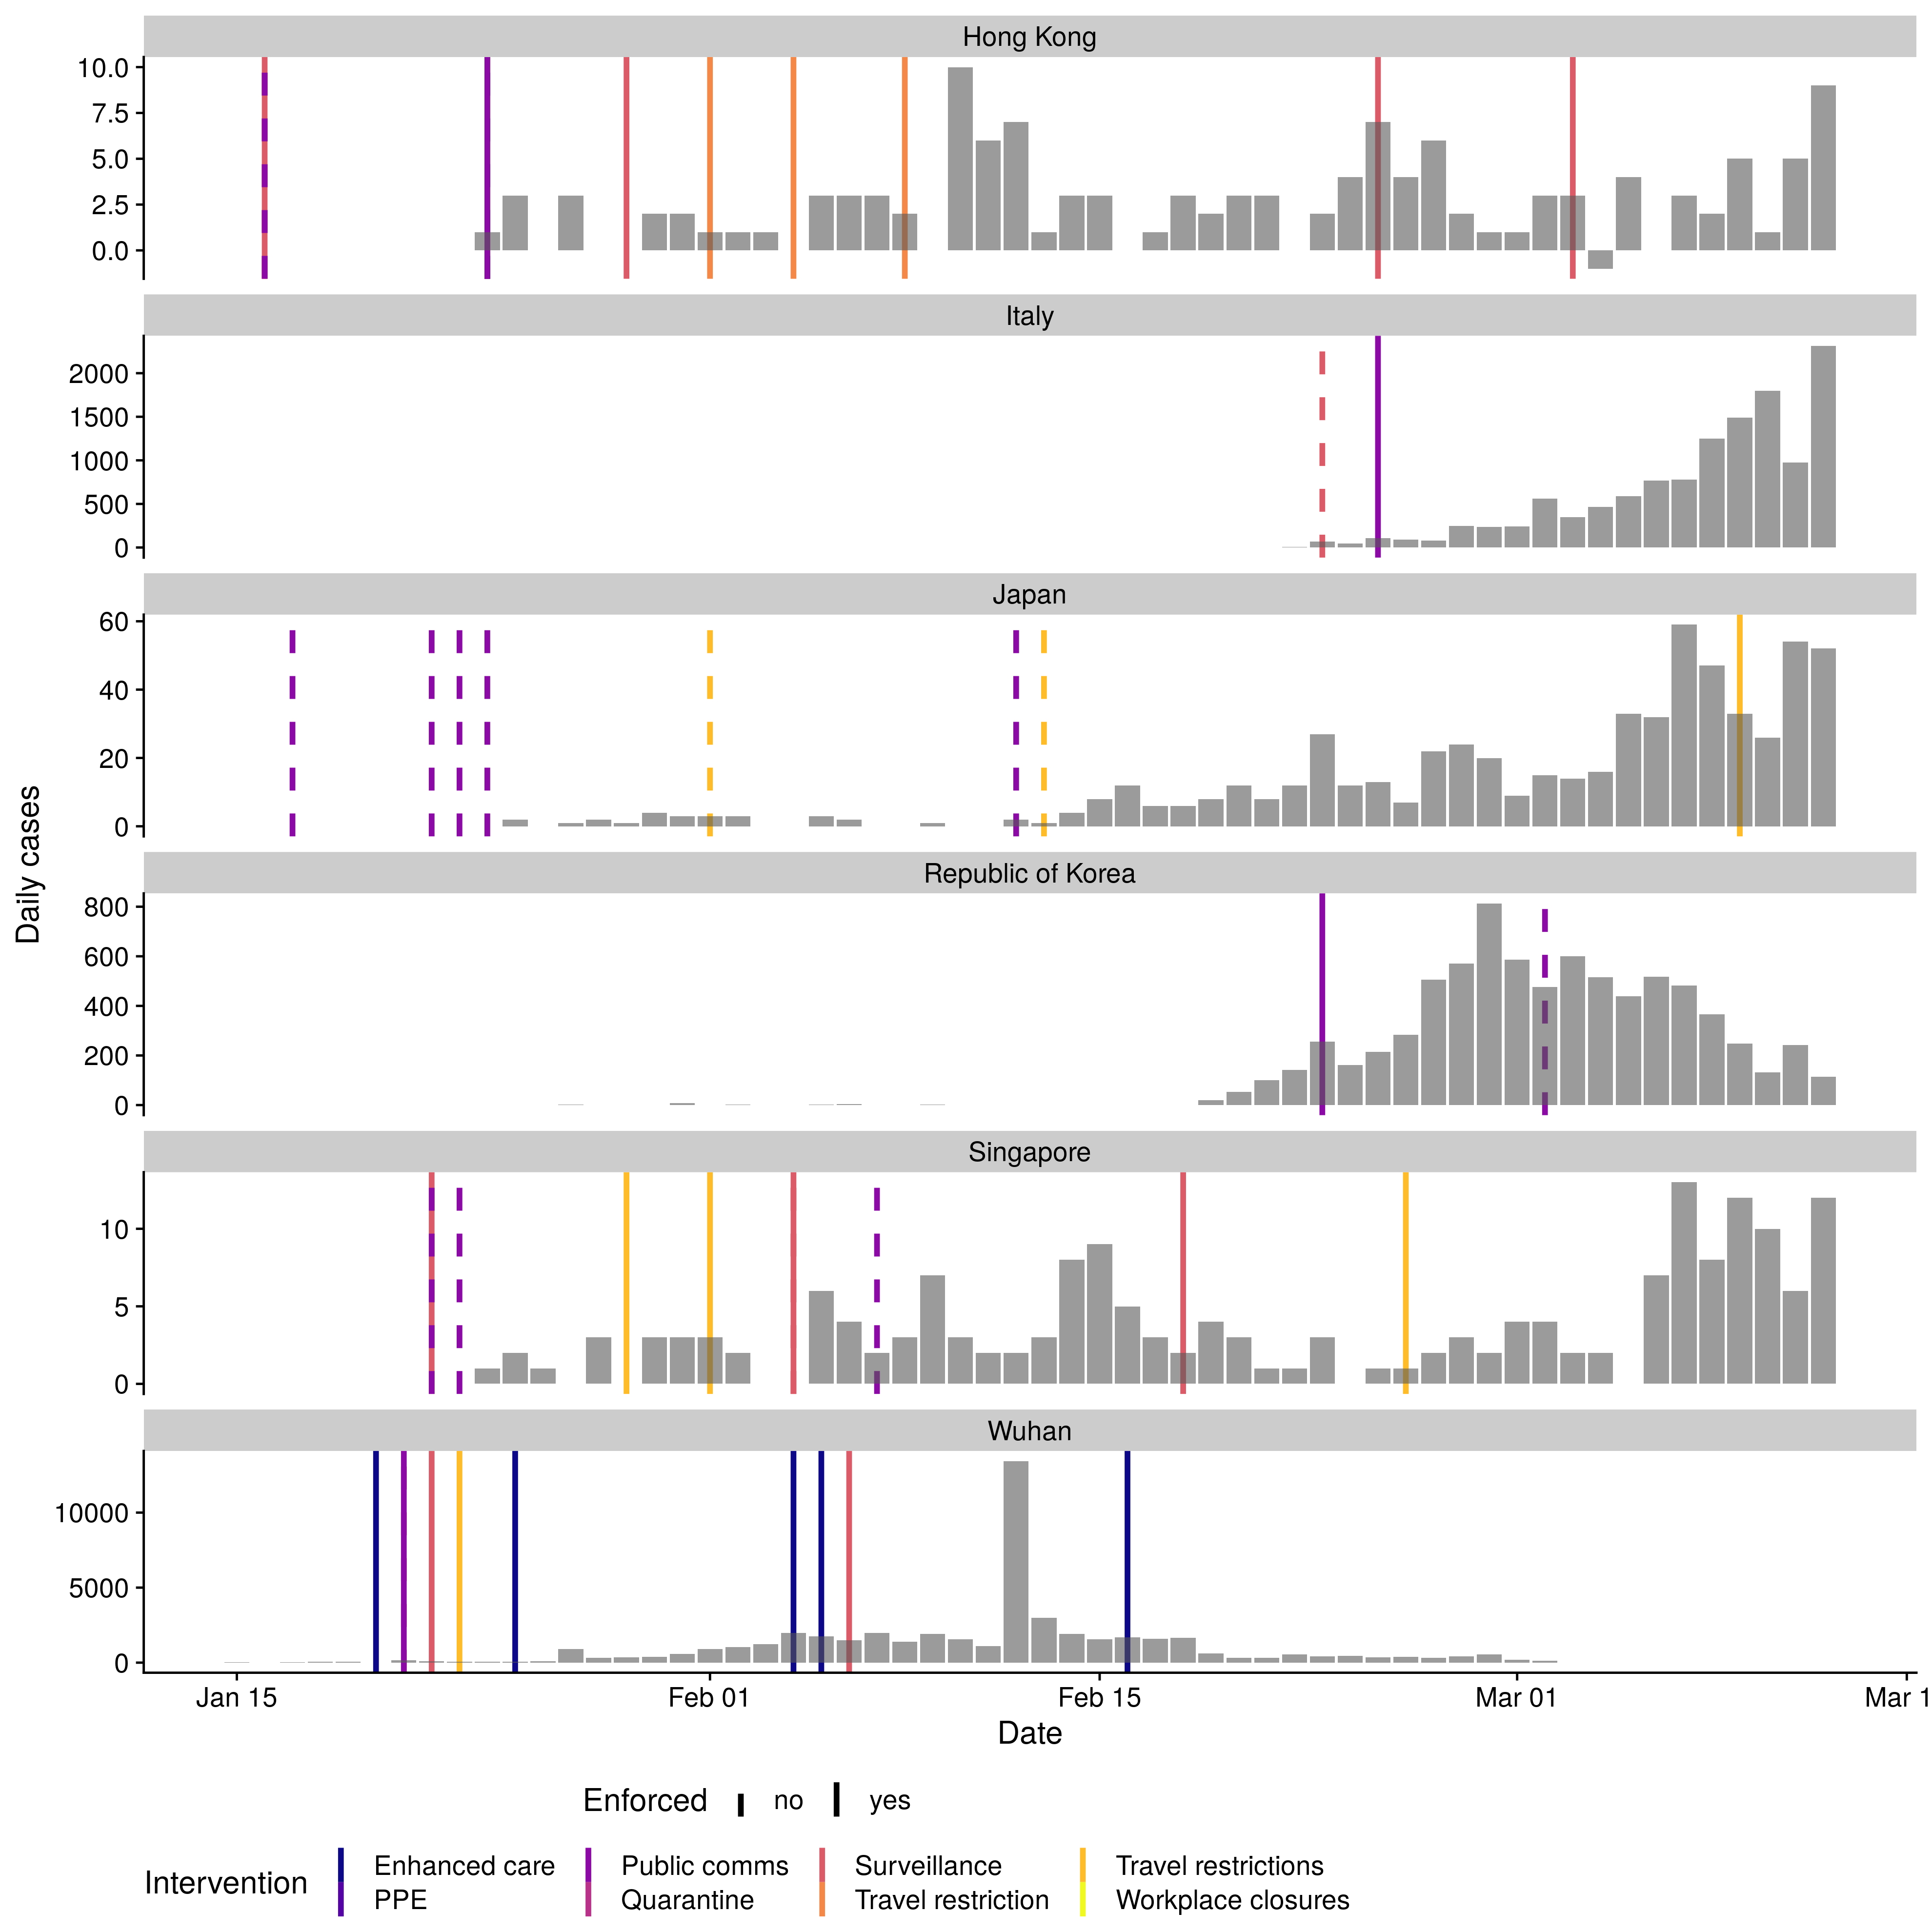 Hong Kong
10.0
7.5
5.0
2.5
0.0
Italy
2000
1500
1000
500
0
Japan
60
40
20
0
Daily cases
Republic of Korea
800
600
400
200
0
Singapore
10
5
0
Wuhan
10000
5000
0
Jan 15 Feb 01 Feb 15 Mar 01 Mar 1
Date
Enforced no yes
Intervention
Enhanced care Public comms Surveillance Travel restrictions
PPE Quarantine Travel restriction Workplace closures